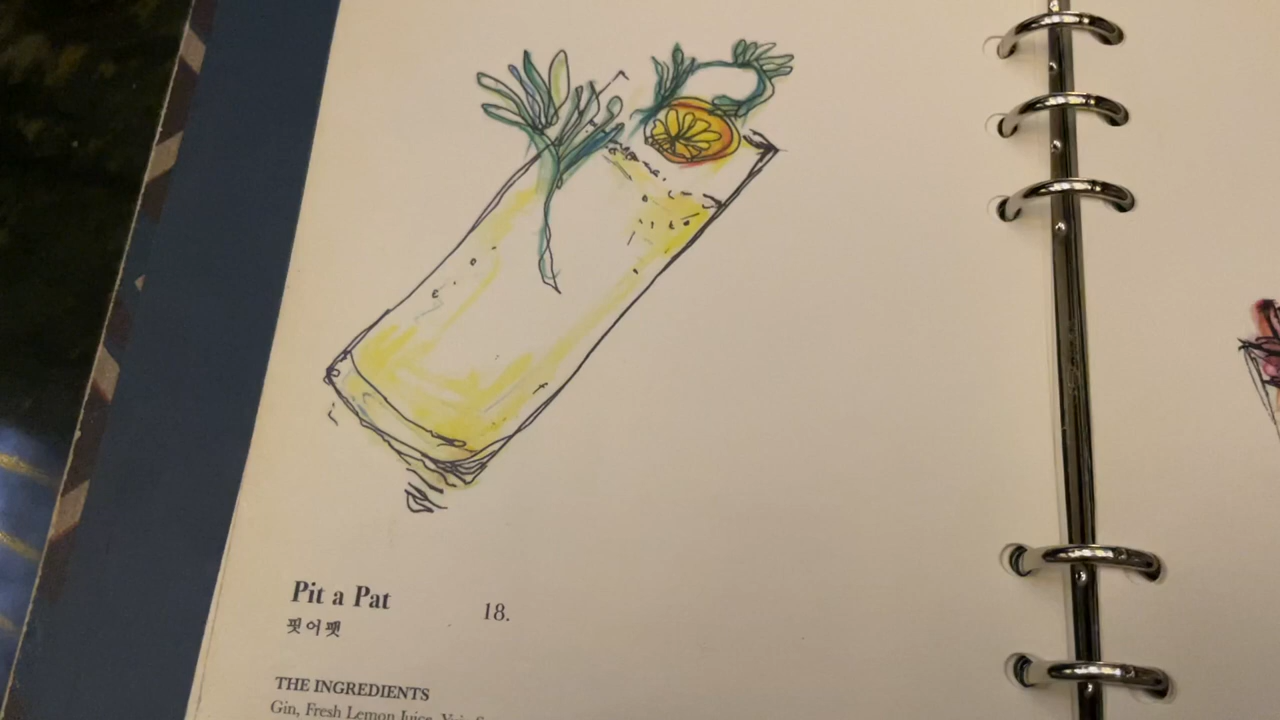 Pit a Pat 18.
핏어팻
THE INGREDIENTS
Gin, Fresh Lemon Juice,